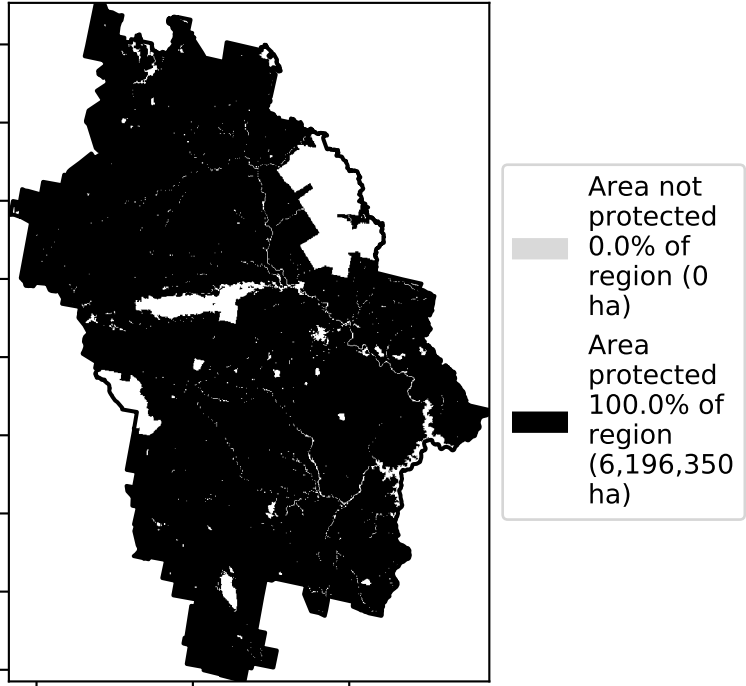 Area not
protected
0.0% of
region (0
ha)
Area
protected
100.0% of
region
(6,196,350
ha)